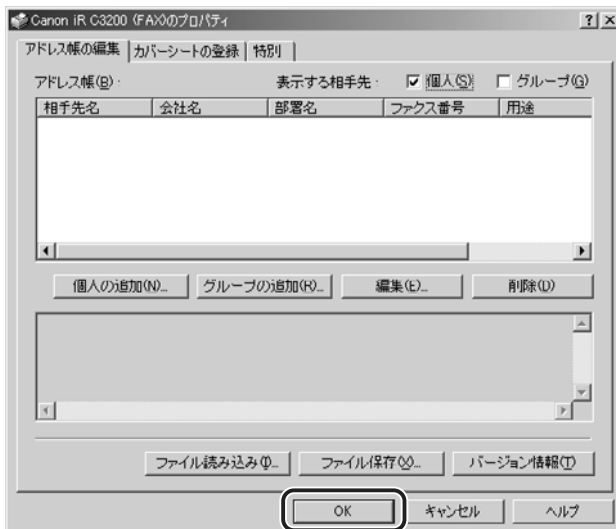 Canon iR C3200 (FAX)のプロパティ
アドレス帳の編集 カバーシートの登録 特別
アドレス帳(B): 表示する相手先: 個人(S) グループ(G)
相手先名 会社名 部署名 ファクス番号 用途
個人の追加(N)... グループの追加(R)... 編集(E)... 削除(D)
ファイル読み込み(I)... ファイル保存(X)... バージョン情報(T)
OK キャンセル ヘルプ